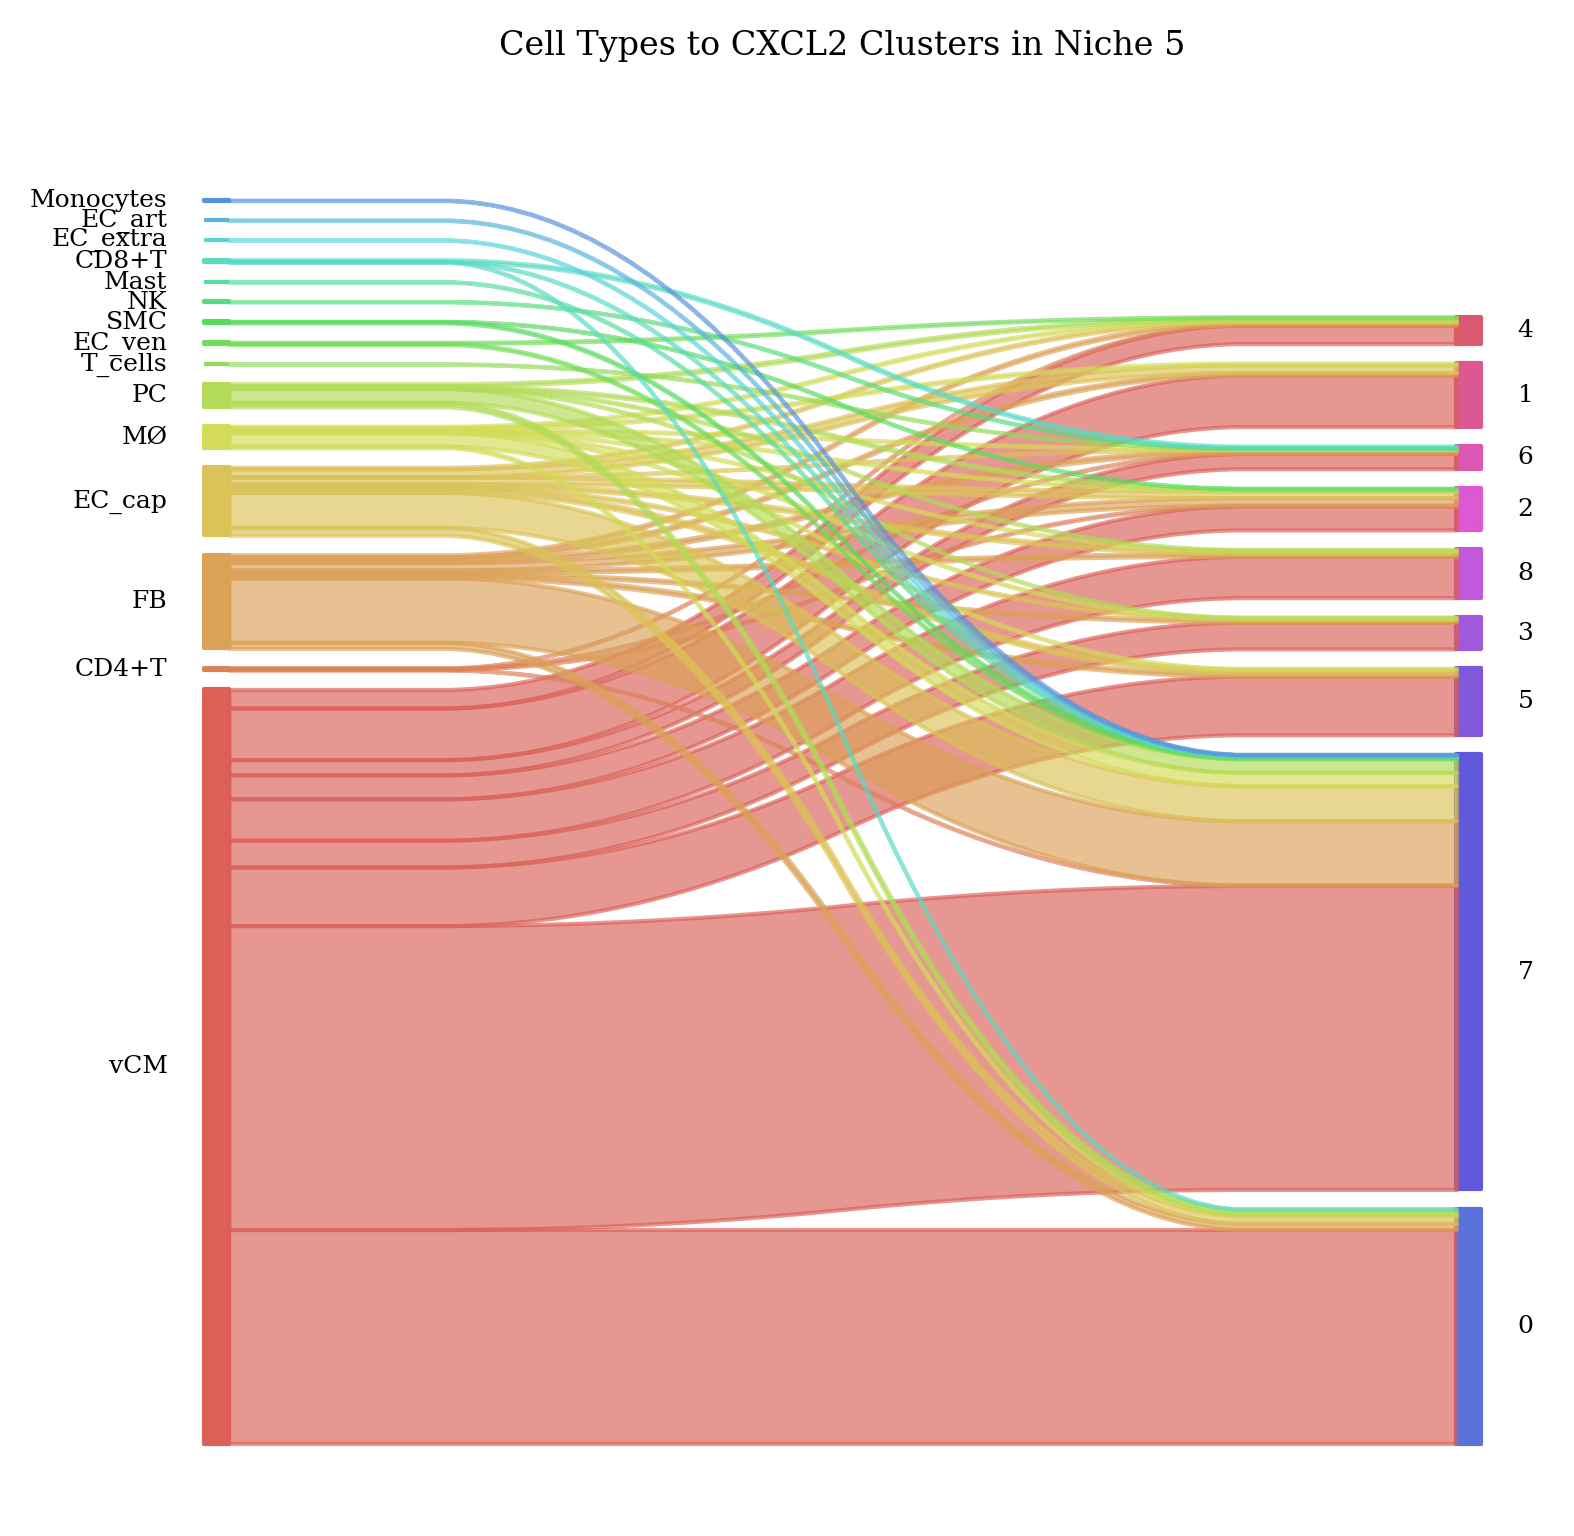 Cell Types to CXCL2 Clusters in Niche 5
Monocytes
EC_art
EC_extra
CD8+T
Mast
NK
SMC
EC_ven
T_cells
PC
MØ
EC_cap
FB
CD4+T
vCM
4
1
6
2
8
3
5
7
0